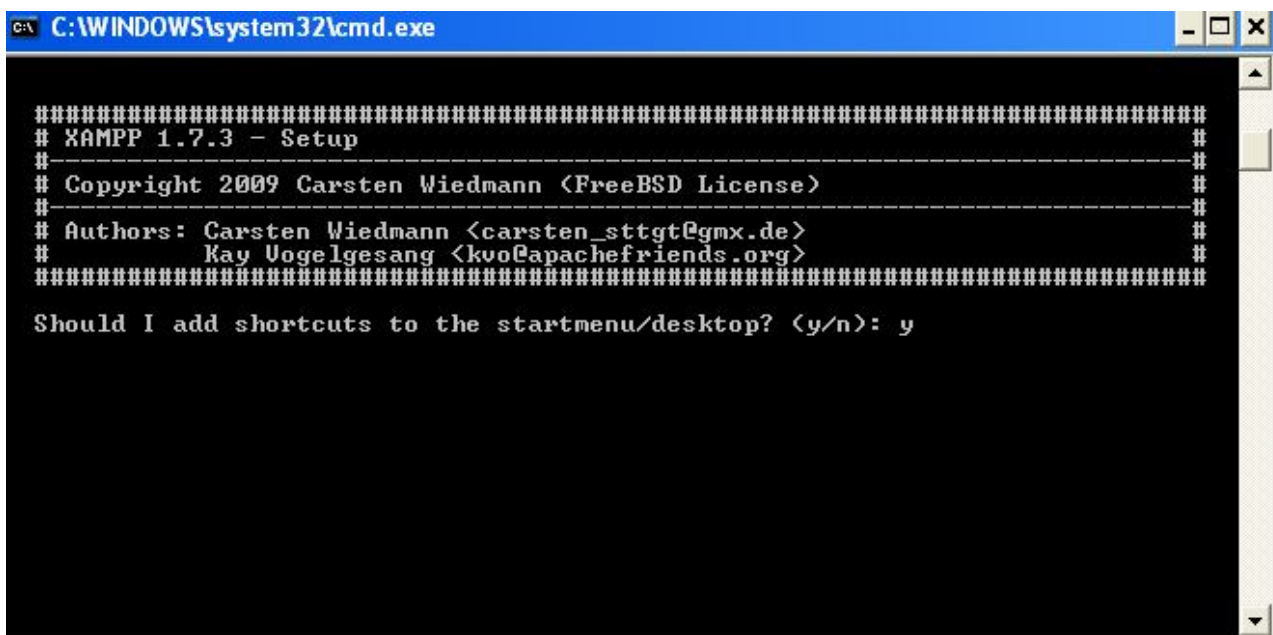 C:\WINDOWS\system32\cmd.exe
###############################################################################
# XAMPP 1.7.3 - Setup #
#-----------------------------------------------------------------------------#
# Copyright 2009 Carsten Wiedmann (FreeBSD License) #
#-----------------------------------------------------------------------------#
# Authors: Carsten Wiedmann <carsten_sttgt@gmx.de> #
# Kay Vogelgesang <kvo@apachefriends.org> #
###############################################################################
Should I add shortcuts to the startmenu/desktop? (y/n): y